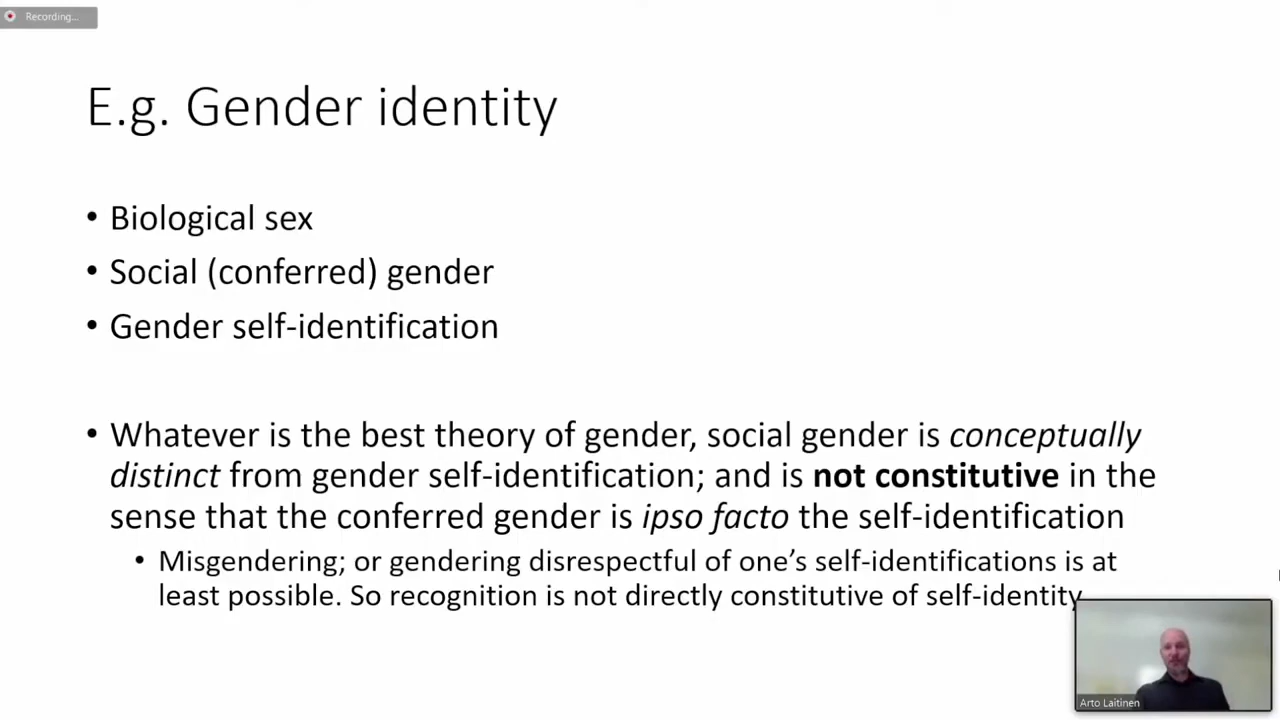 Recording...
E.g. Gender identity
• Biological sex
• Social (conferred) gender
• Gender self-identification
• Whatever is the best theory of gender, social gender is conceptually
distinct from gender self-identification; and is not constitutive in the
sense that the conferred gender is ipso facto the self-identification
• Misgendering; or gendering disrespectful of one’s self-identifications is at
least possible. So recognition is not directly constitutive of self-identity
Arto Laitinen